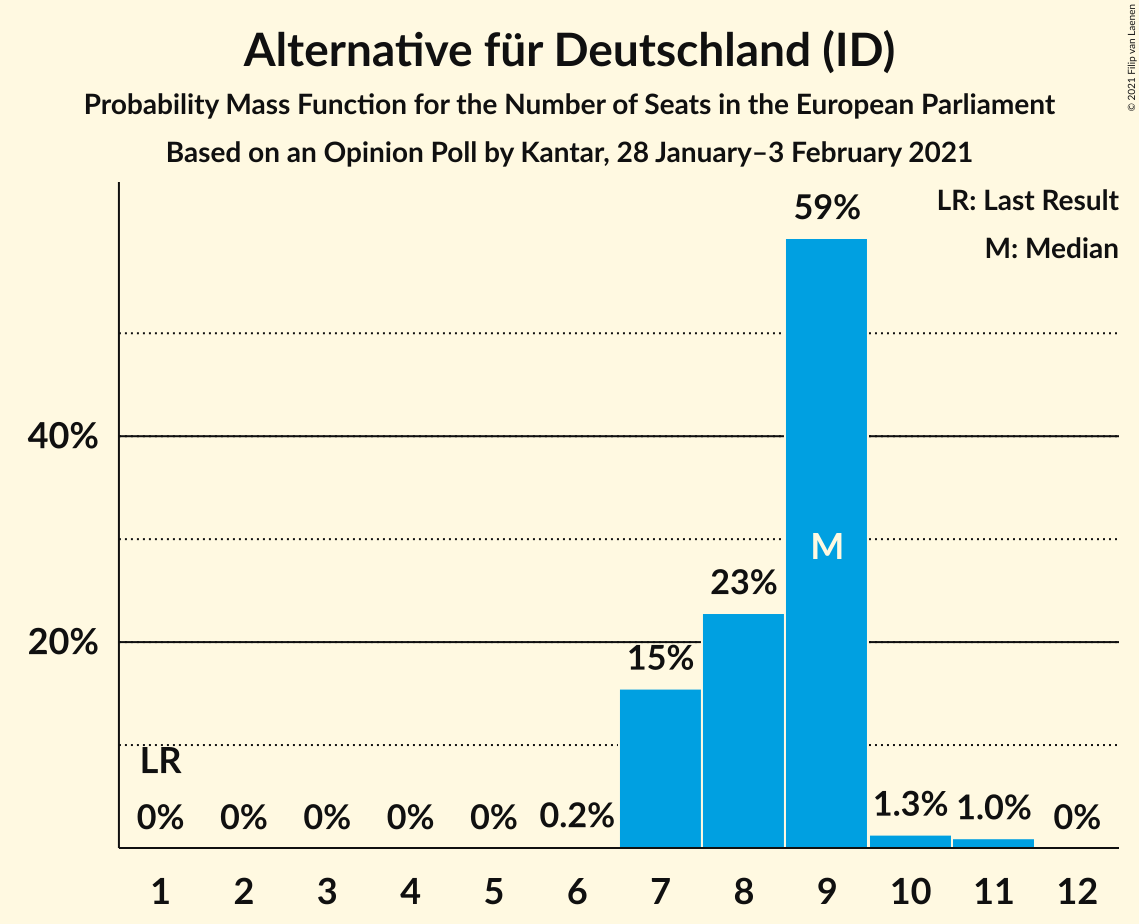 Alternative für Deutschland (ID)
Probability Mass Function for the Number of Seats in the European Parliament
Based on an Opinion Poll by Kantar, 28 January–3 February 2021
© 2021 Filip van Laenen
LR: Last Result
M: Median
59%
40%
M
23%
20%
15%
LR
0% 0% 0% 0% 0% 0.2% 1.3% 1.0% 0%
1 2 3 4 5 6 7 8 9 10 11 12